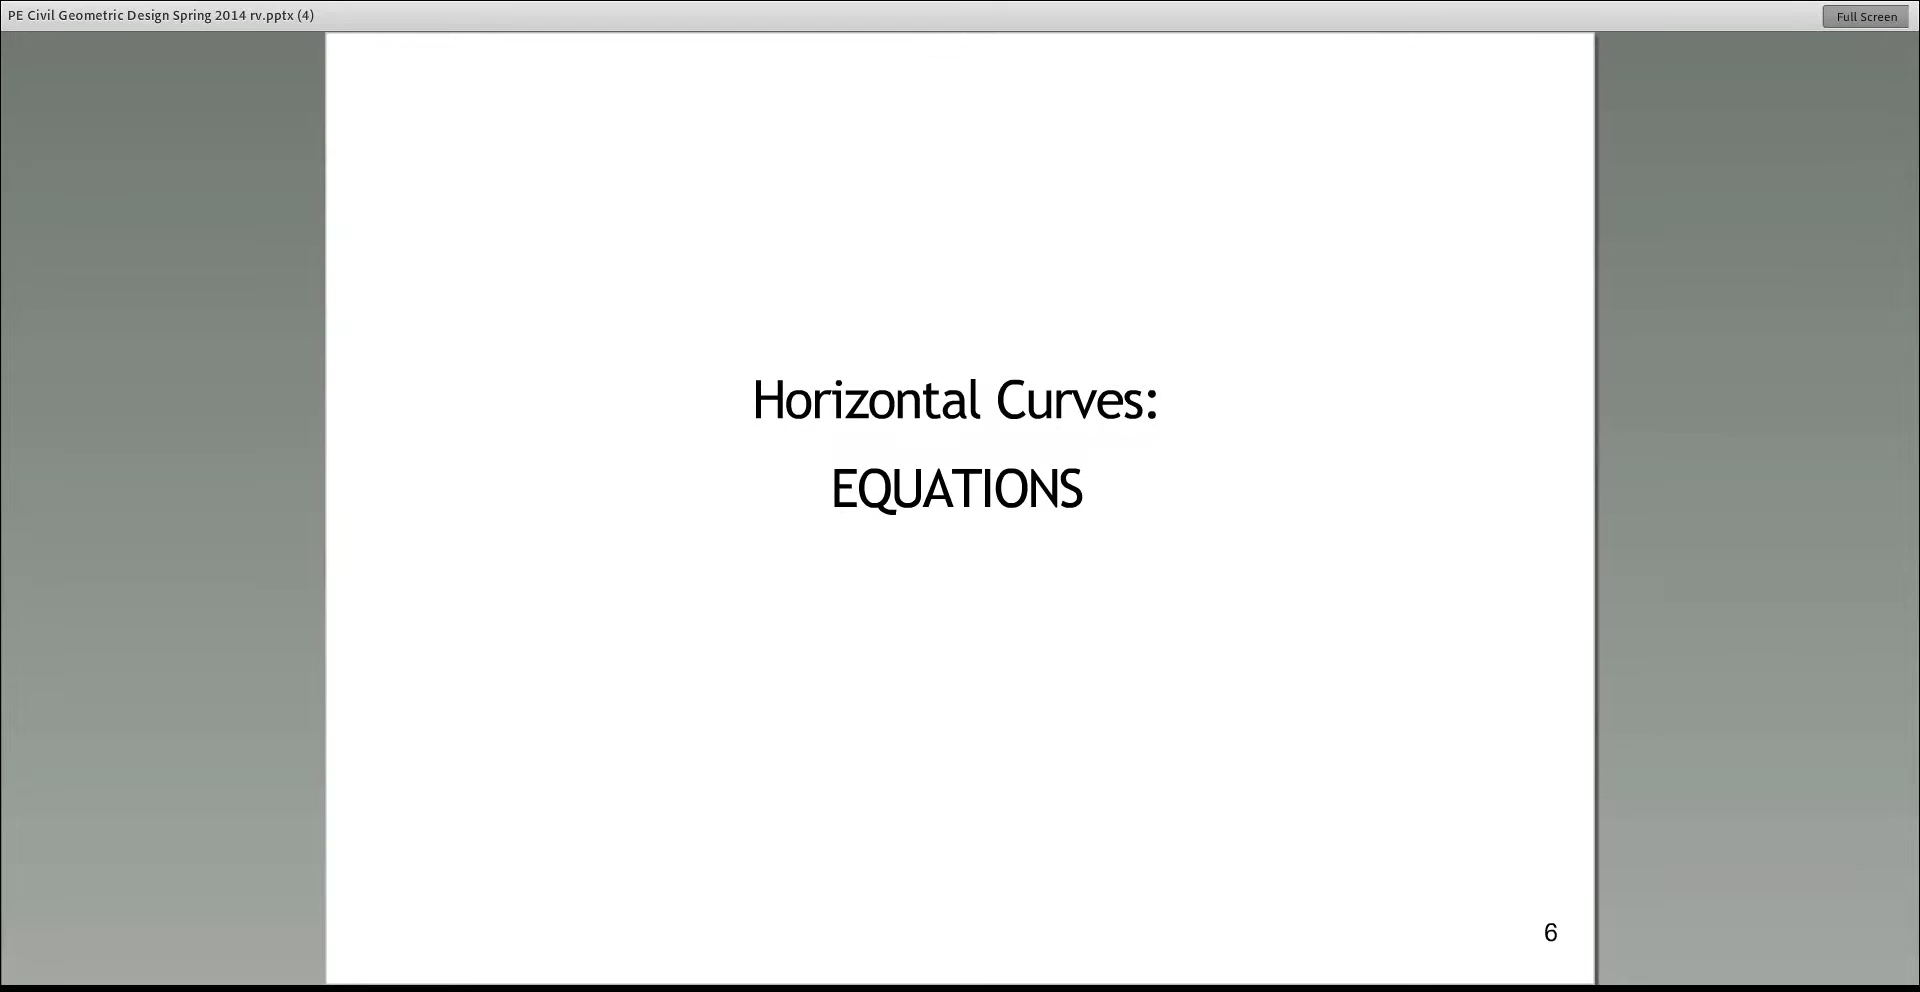 PE Civil Geometric Design Spring 2014 rv.pptx (4)
Full Screen
Horizontal Curves:
EQUATIONS
6